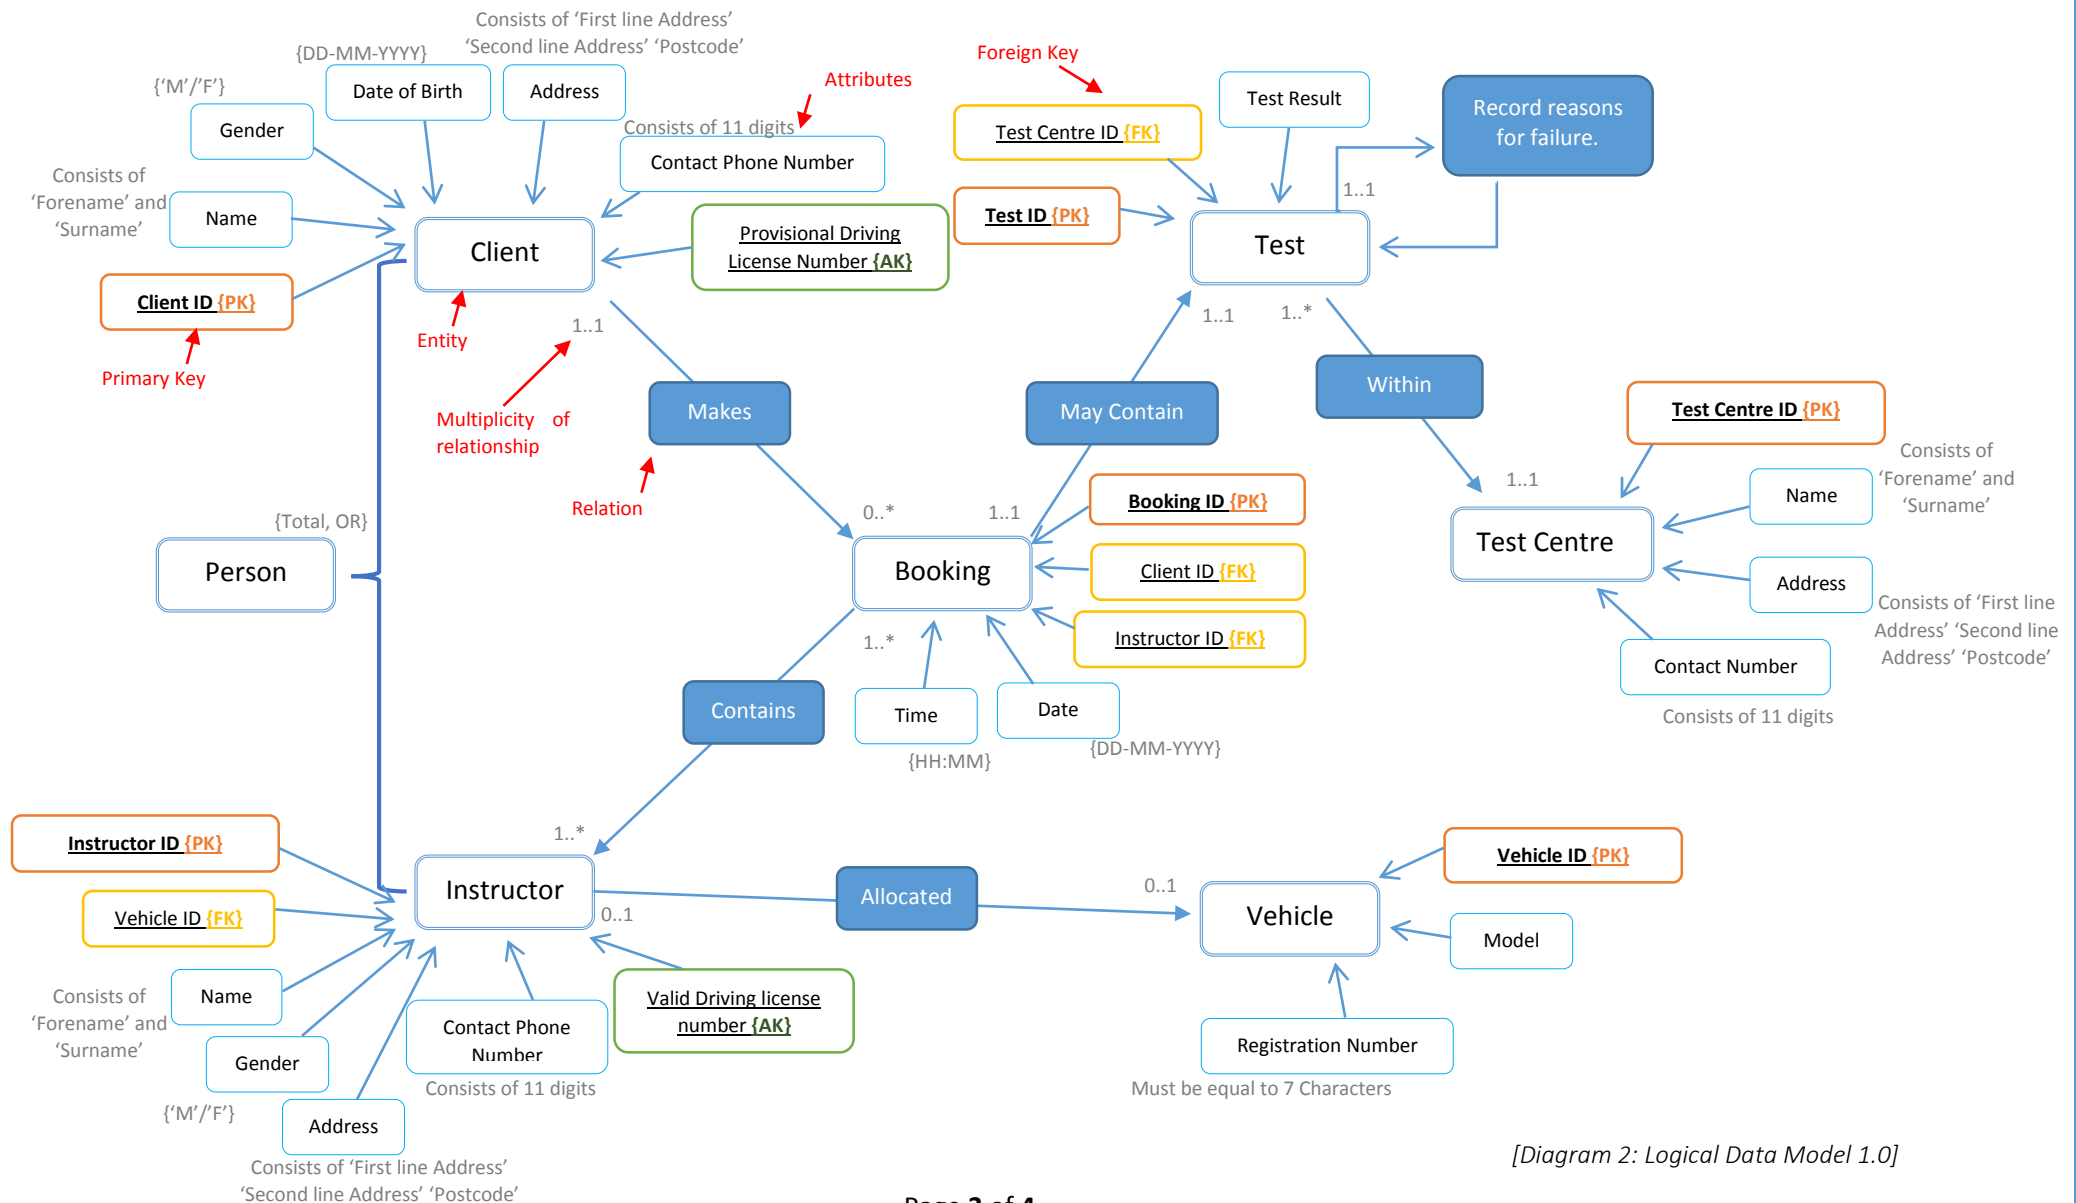 Consists of ‘First line Address’
‘Second line Address’ ‘Postcode’
{DD-MM-YYYY}
{‘M’/’F’}
Date of Birth
Address
Attributes
Gender
Consists of 11 digits
Contact Phone Number
Consists of
‘Forename’ and
‘Surname’
Name
Client
Provisional Driving
License Number {AK}
Client ID {PK}
Primary Key
Entity
1..1
Multiplicity of
relationship
Makes
Relation
Foreign Key
Test Centre ID {FK}
Test Result
Record reasons
for failure.
1..1
Test ID {PK}
Test
1..1
1..*
May Contain
Within
Test Centre ID {PK}
Consists of
‘Forename’ and
‘Surname’
Name
1..1
Test Centre
Address
Consists of ‘First line
Address’ ‘Second line
Address’ ‘Postcode’
Contact Number
Consists of 11 digits
{Total, OR}
Person
0..*
1..1
Booking ID {PK}
Booking
Client ID {FK}
Instructor ID {FK}
1..*
Time
{HH:MM}
Date
{DD-MM-YYYY}
Contains
1..*
Instructor ID {PK}
Vehicle ID {FK}
Instructor
0..1
Allocated
0..1
Vehicle
Vehicle ID {PK}
Model
Registration Number
Must be equal to 7 Characters
Consists of
‘Forename’ and
‘Surname’
Name
Gender
{‘M’/’F’}
Address
Consists of ‘First line Address’
‘Second line Address’ ‘Postcode’
Contact Phone
Number
Consists of 11 digits
Valid Driving license
number {AK}
[Diagram 2: Logical Data Model 1.0]